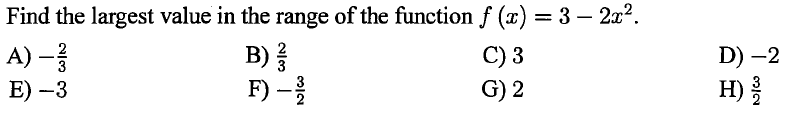 Find the largest value in the range of the function f (x) = 3 − 2x².
A) −2/3 B) 2/3 C) 3 D) −2
E) −3 F) −3/2 G) 2 H) 3/2